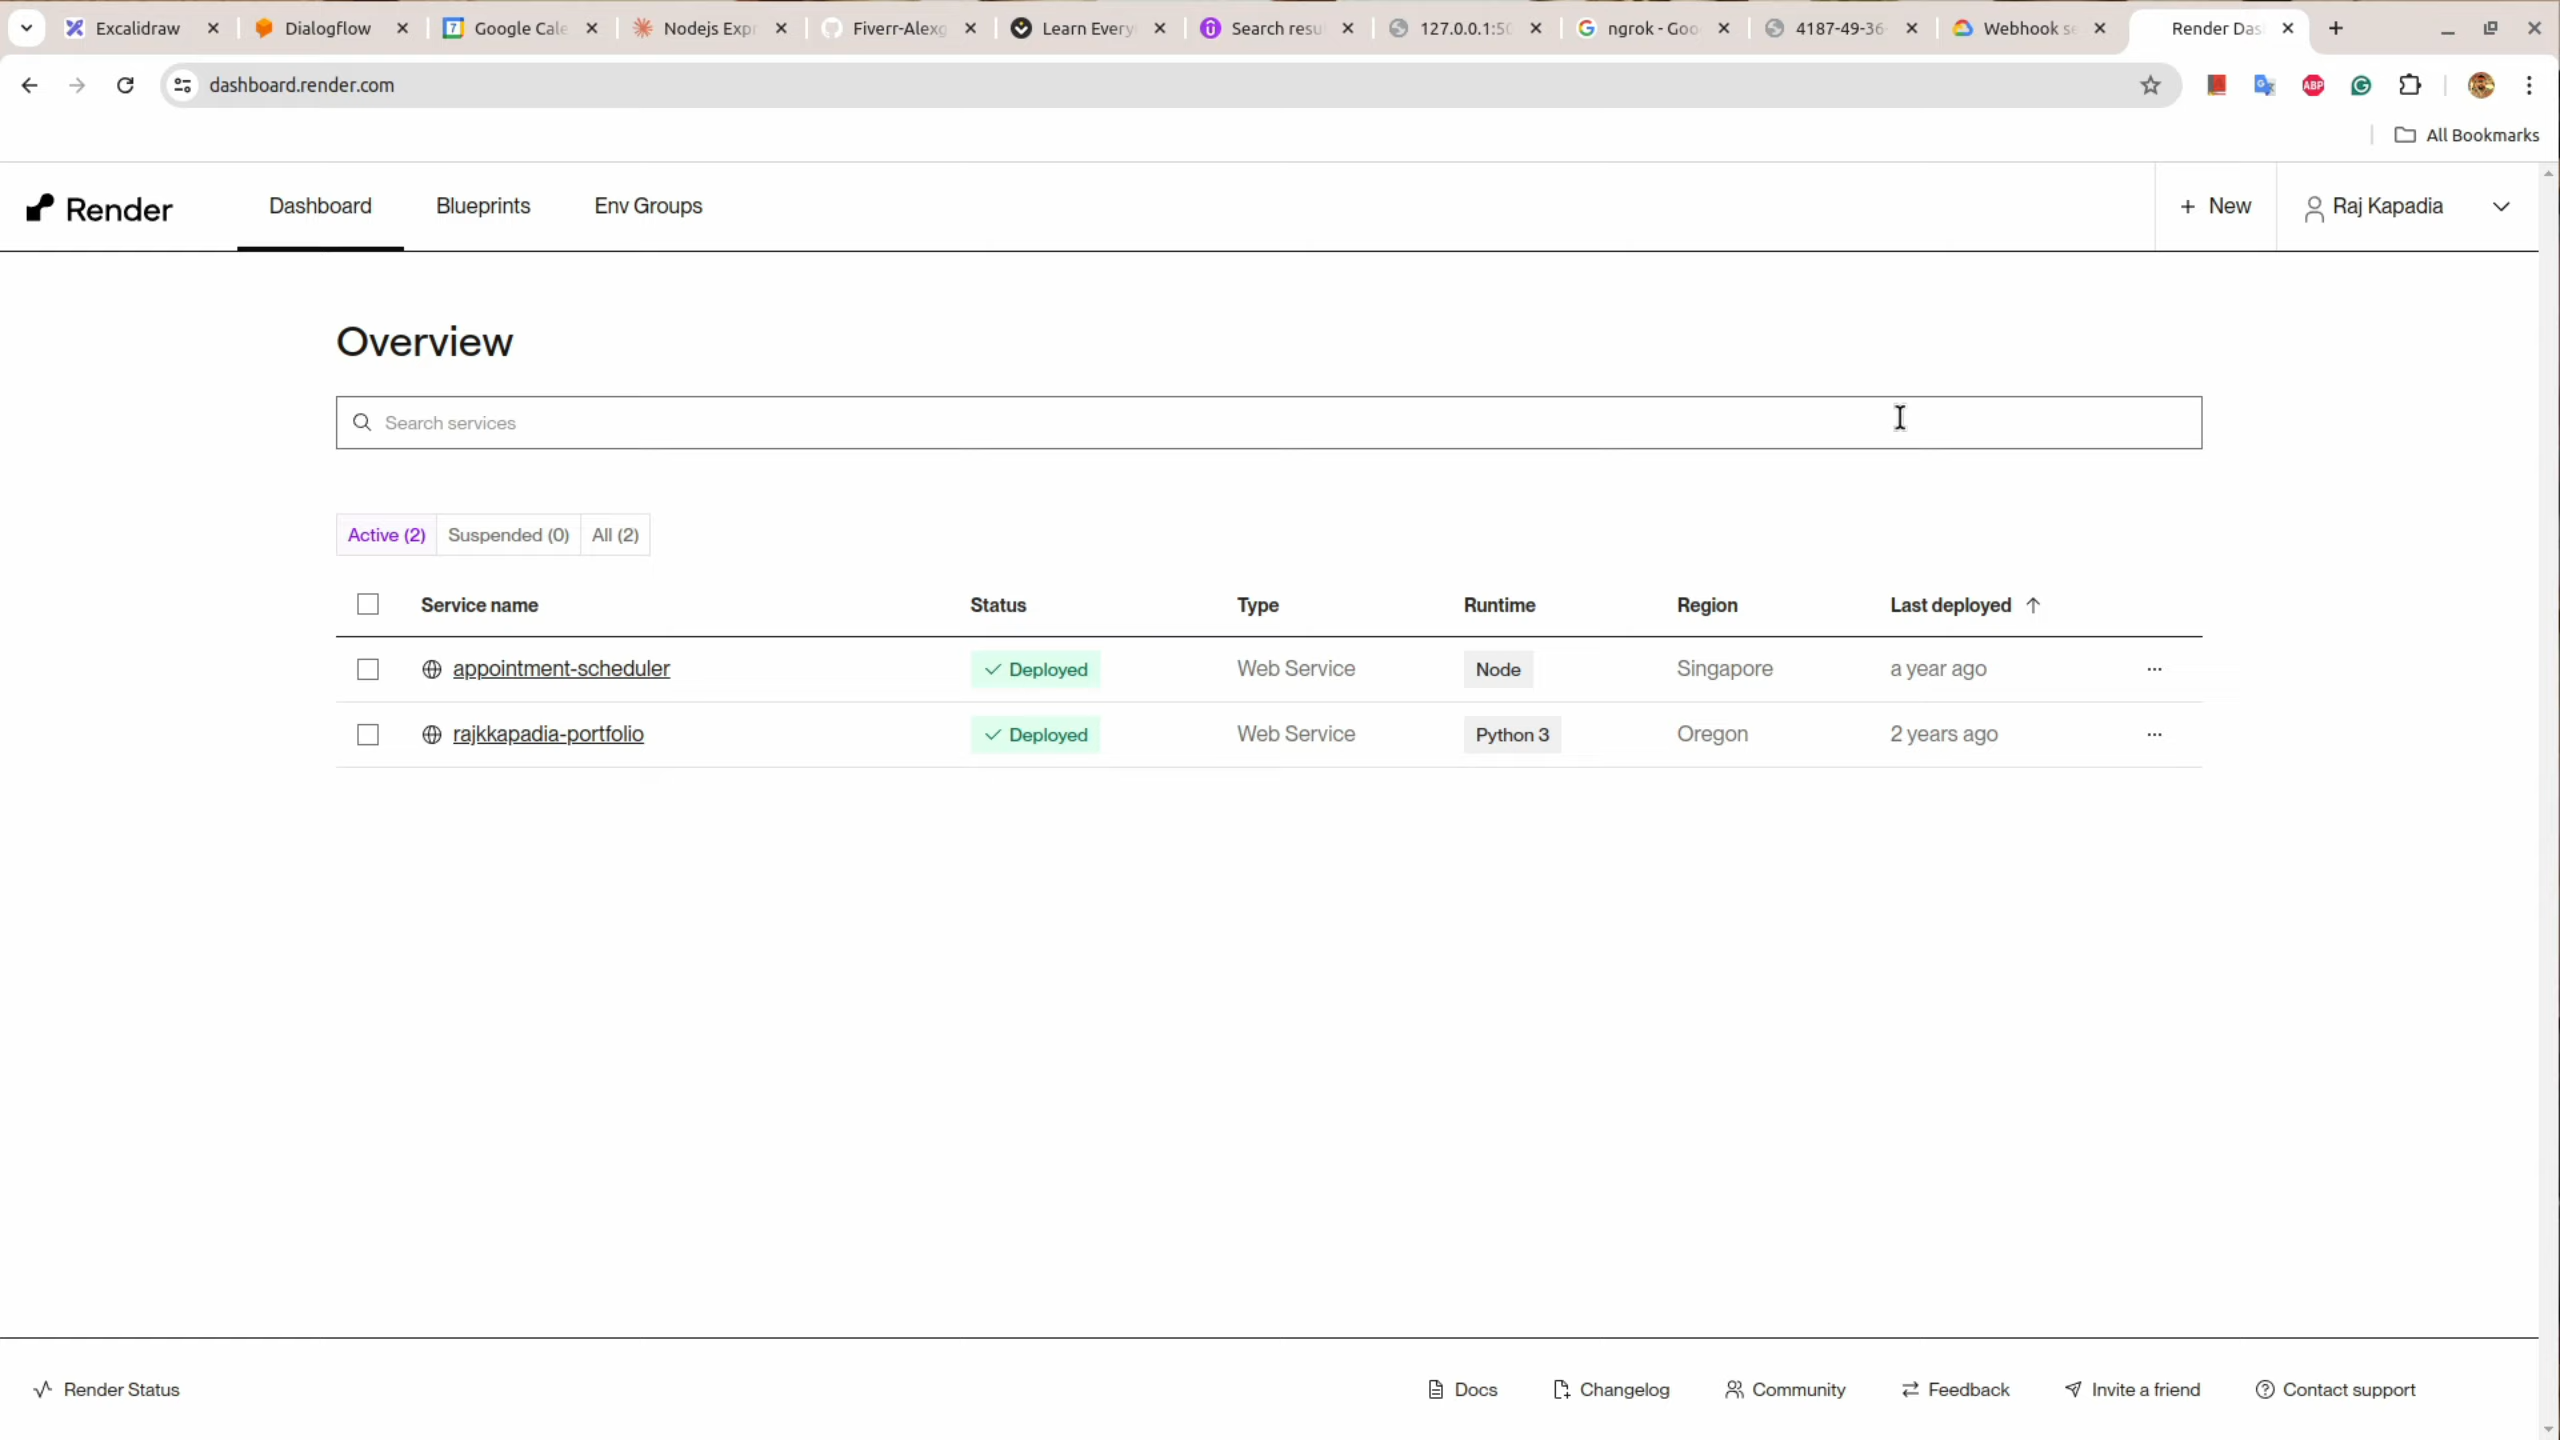 Excalidraw Dialogflow Google Cale Nodejs Exp Fiverr-Alexg Learn Every Search resu 127.0.0.1:50 ngrok - Goo 4187-49-36- Webhook se Render Das
dashboard.render.com ABP
All Bookmarks
Render Dashboard Blueprints Env Groups + New Raj Kapadia
Overview
Search services
Active (2) Suspended (0) All (2)
Service name Status Type Runtime Region Last deployed
appointment-scheduler Deployed Web Service Node Singapore a year ago
rajkkapadia-portfolio Deployed Web Service Python 3 Oregon 2 years ago
Render Status Docs Changelog Community Feedback Invite a friend Contact support